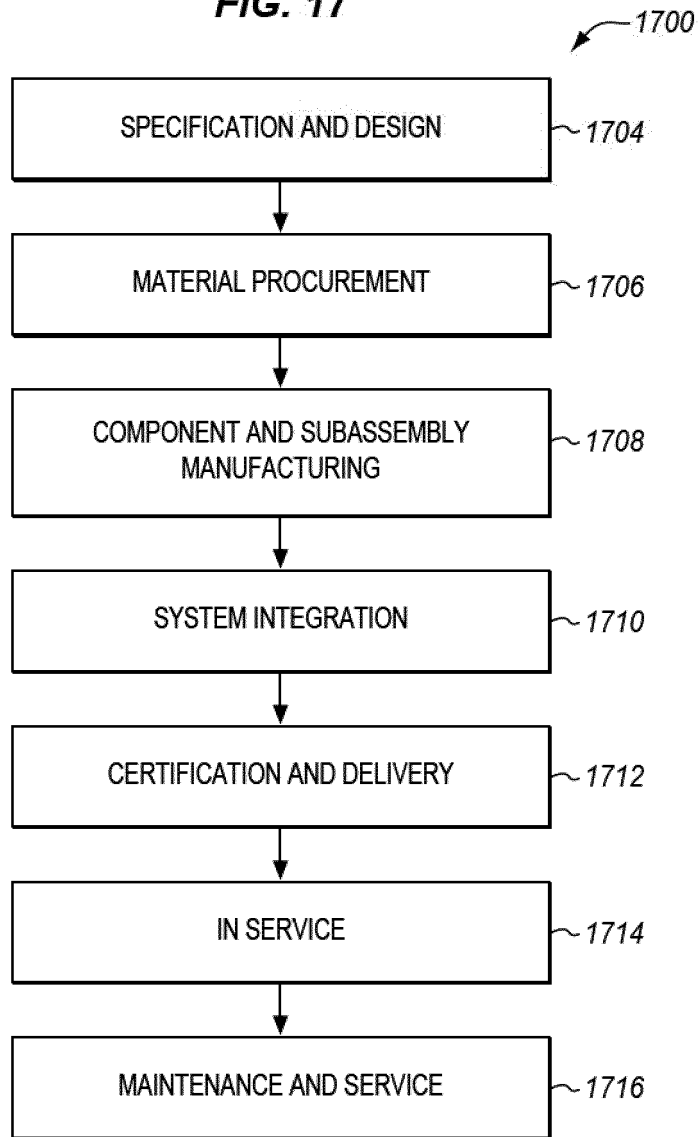 FIG. 17
1700
SPECIFICATION AND DESIGN
1704
MATERIAL PROCUREMENT
1706
COMPONENT AND SUBASSEMBLY
MANUFACTURING
1708
SYSTEM INTEGRATION
1710
CERTIFICATION AND DELIVERY
1712
IN SERVICE
1714
MAINTENANCE AND SERVICE
1716